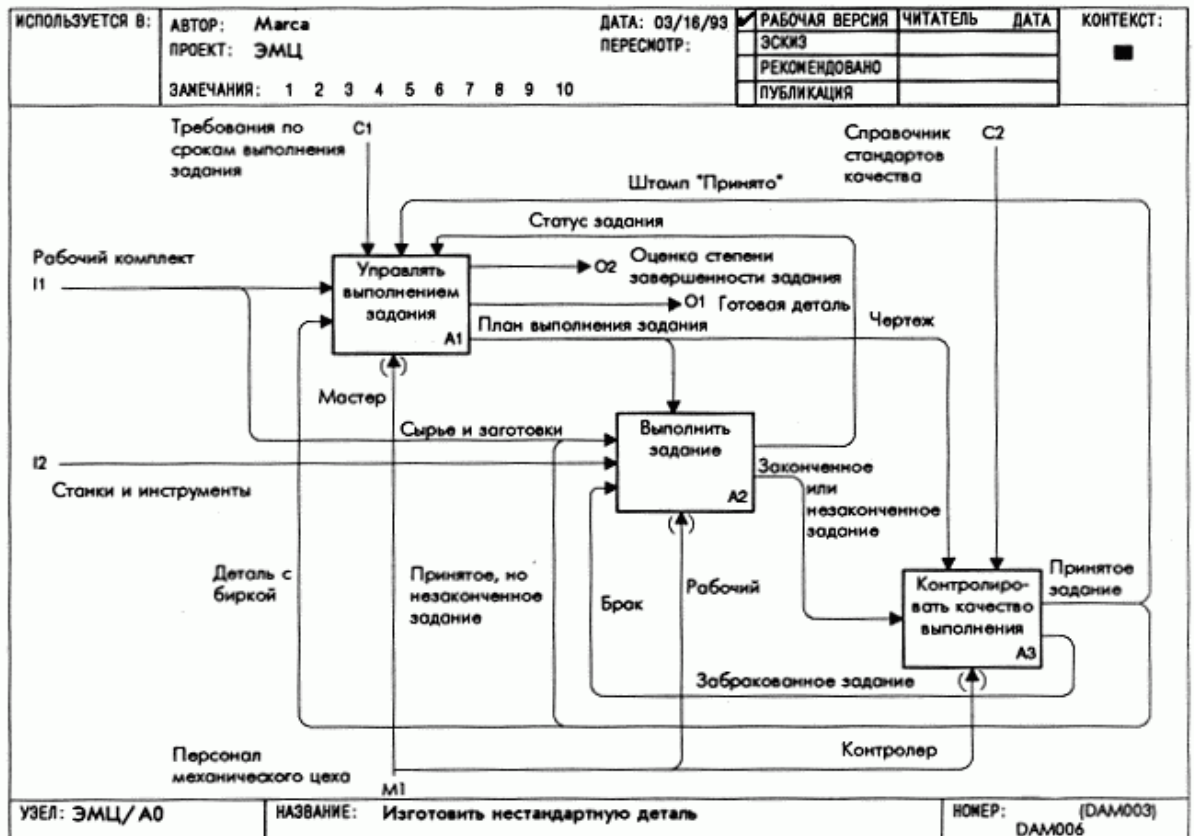 ИСПОЛЬЗУЕТСЯ В:
АВТОР: Marca
ДАТА: 03/16/93
РАБОЧАЯ ВЕРСИЯ
ЧИТАТЕЛЬ ДАТА
КОНТЕКСТ:
ПРОЕКТ: ЭМЦ
ПЕРЕСМОТР:
ЭСКИЗ
РЕКОМЕНДОВАНО
ЗАМЕЧАНИЯ: 1 2 3 4 5 6 7 8 9 10
ПУБЛИКАЦИЯ
Требования по
срокам выполнения
задания
C1
Справочник
стандартов
качества
C2
Штамп "Принято"
Статус задания
Рабочий комплект
I1
Управлять
выполнением
задания
A1
O2
Оценка степени
завершенности задания
O1 Готовая деталь
План выполнения задания
Чертеж
( )
Мастер
Сырье и заготовки
Выполнить
задание
A2
I2
Станки и инструменты
Законченное
или
незаконченное
задание
( )
Деталь с
биркой
Принятое, но
незаконченное
задание
Брак
Рабочий
Контролиро-
вать качество
выполнения
A3
Принятое
задание
Забракованное задание
( )
Персонал
механического цеха
M1
Контролер
УЗЕЛ: ЭМЦ/A0
НАЗВАНИЕ: Изготовить нестандартную деталь
НОМЕР: (DAM003)
DAM006